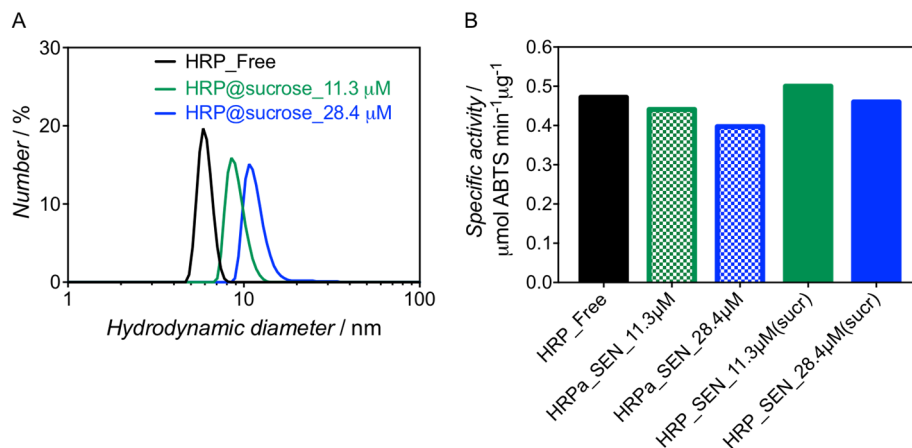 A
30
20
10
0
Number / %
HRP_Free
HRP@sucrose_11.3 μM
HRP@sucrose_28.4 μM
1
10
100
Hydrodynamic diameter / nm
B
Specific activity /
μmol ABTS min-1μg-1
0.6
0.5
0.4
0.3
0.2
0.1
0.0
HRP_Free
HRPa_SEN_11.3μM
HRPa_SEN_28.4μM
HRP_SEN_11.3μM(sucr)
HRP_SEN_28.4μM(sucr)